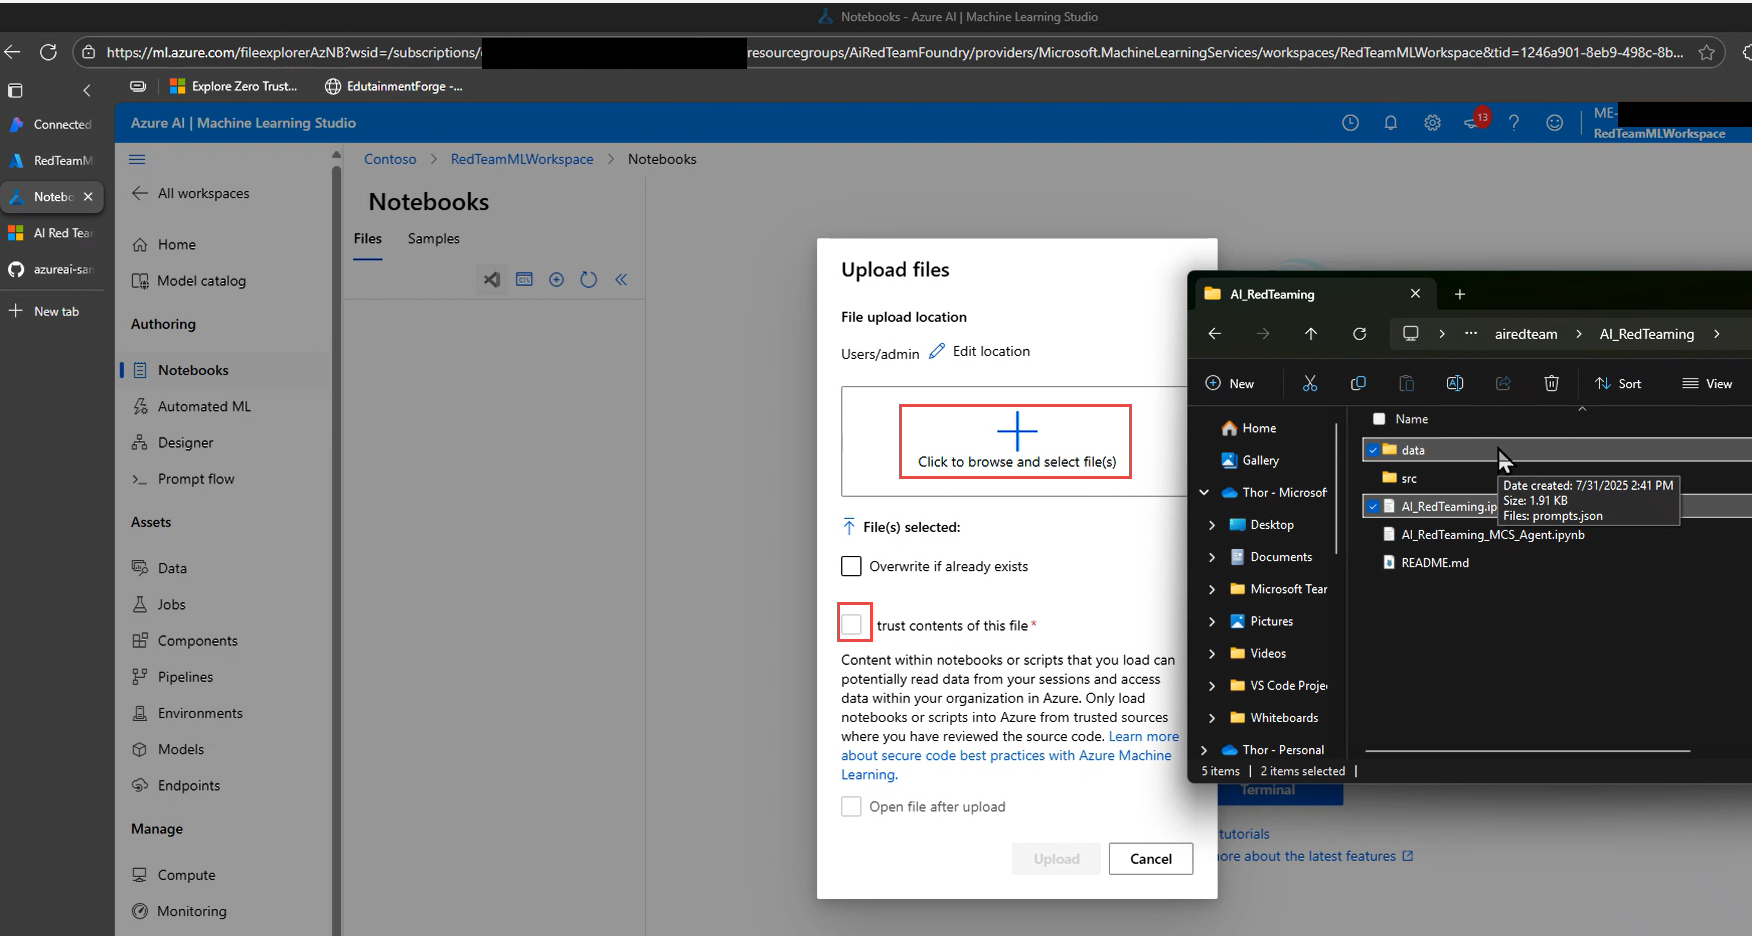 Notebooks - Azure AI | Machine Learning Studio
https://ml.azure.com/fileexplorerAzNB?wsid=/subscriptions/
resourcegroups/AiRedTeamFoundry/providers/Microsoft.MachineLearningServices/workspaces/RedTeamMLWorkspace&tid=1246a901-8eb9-498c-8b...
Explore Zero Trust...
EdutainmentForge -...
Connected
RedTeamM
Notebo
AI Red Tea
azureai-san
New tab
Azure AI | Machine Learning Studio
13
ME-
RedTeamMLWorkspace
All workspaces
Home
Model catalog
Authoring
Notebooks
Automated ML
Designer
Prompt flow
Assets
Data
Jobs
Components
Pipelines
Environments
Models
Endpoints
Manage
Compute
Monitoring
Contoso > RedTeamMLWorkspace > Notebooks
Notebooks
Files Samples
Upload files
File upload location
Users/admin Edit location
Click to browse and select file(s)
File(s) selected:
Overwrite if already exists
trust contents of this file *
Content within notebooks or scripts that you load can
potentially read data from your sessions and access
data within your organization in Azure. Only load
notebooks or scripts into Azure from trusted sources
where you have reviewed the source code. Learn more
about secure code best practices with Azure Machine
Learning.
Open file after upload
Upload Cancel
AI_RedTeaming
airedteam > AI_RedTeaming >
New
Sort
View
Home
Gallery
Thor - Microsof
Desktop
Documents
Microsoft Tear
Pictures
Videos
VS Code Proje
Whiteboards
Thor - Personal
Name
data
src
AI_RedTeaming.ip
AI_RedTeaming_MCS_Agent.ipynb
README.md
Date created: 7/31/2025 2:41 PM
Size: 1.91 KB
Files: prompts.json
5 items | 2 items selected |
Terminal
tutorials
ore about the latest features